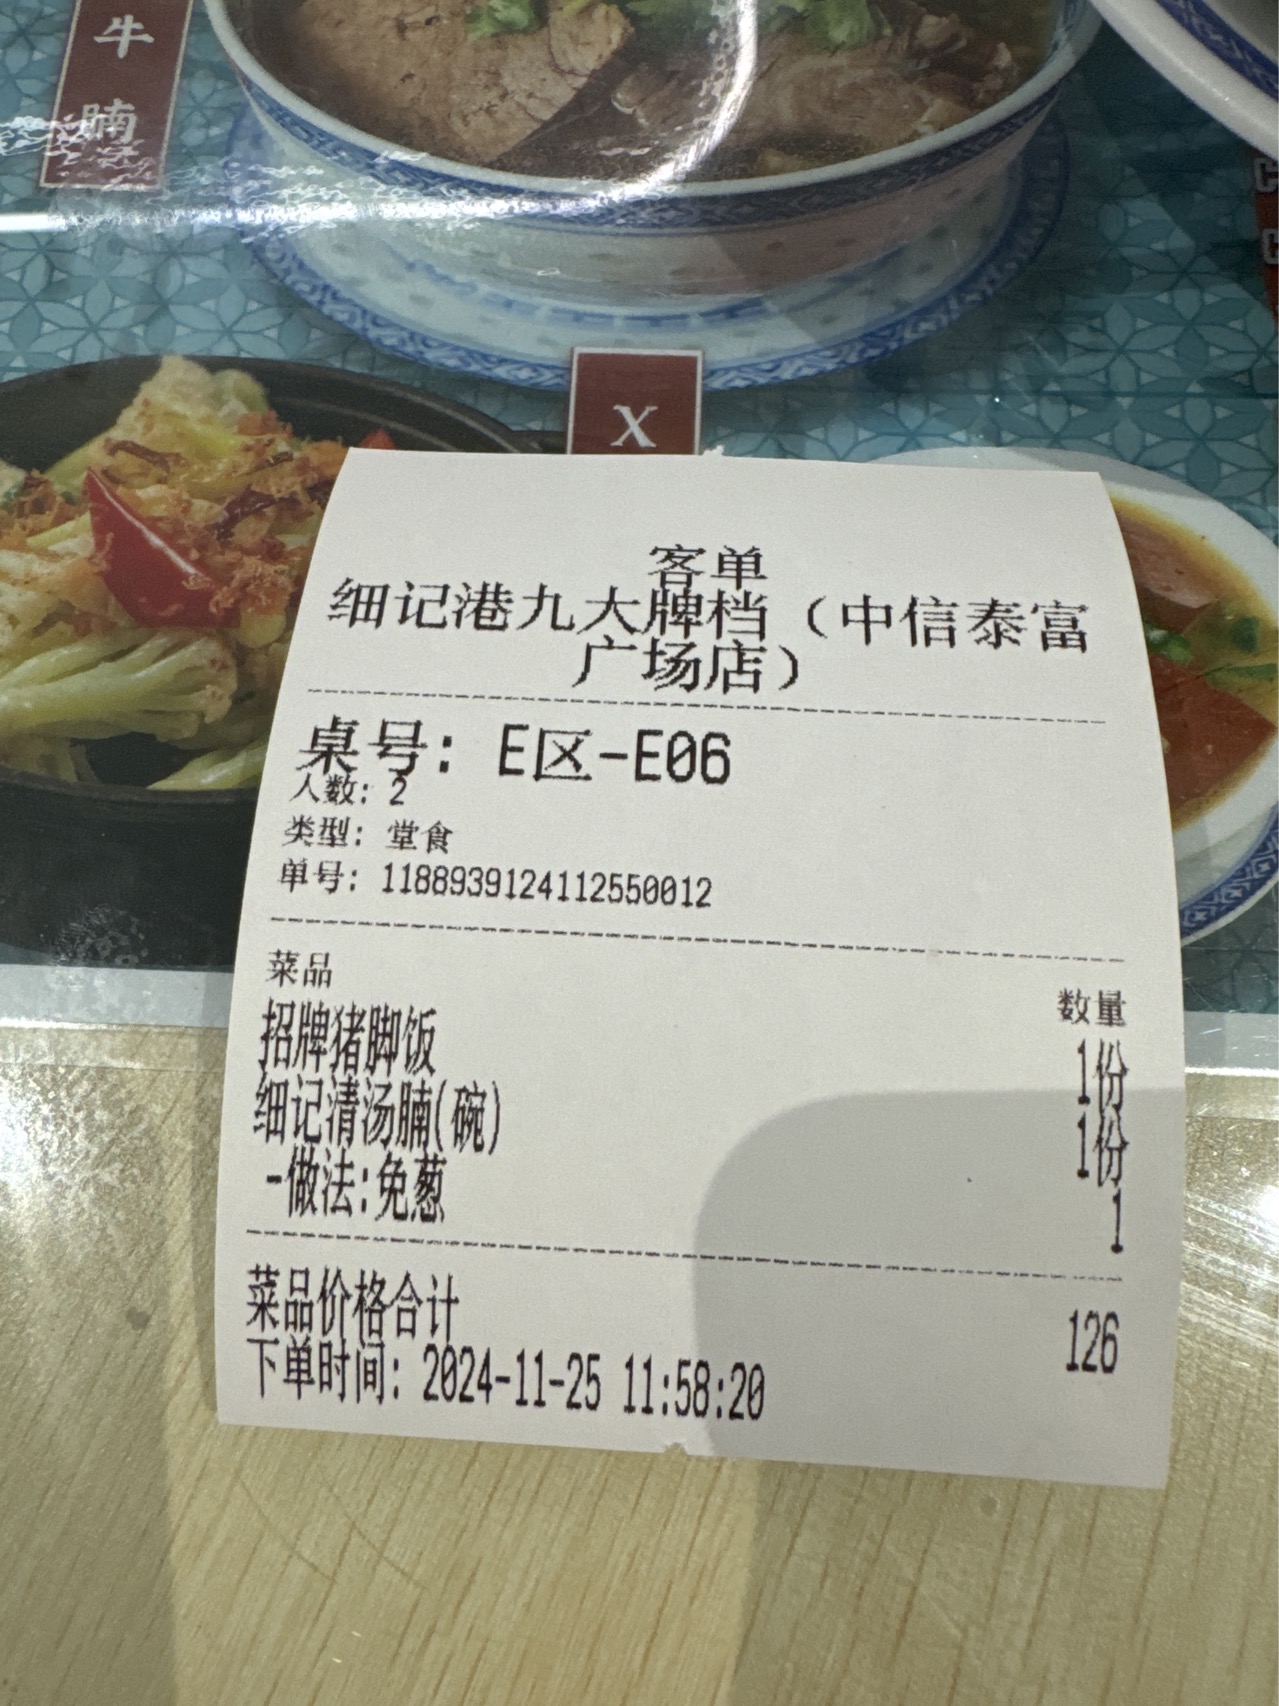 牛
腩
X
客单
细记港九大牌档（中信泰富
广场店）
桌号：E区-E06
人数：2
类型：堂食
单号：1188939124112550012
菜品 数量
招牌猪脚饭 1份
细记清汤腩(碗) 1份
-做法:免葱 1
菜品价格合计 126
下单时间：2024-11-25 11:58:20